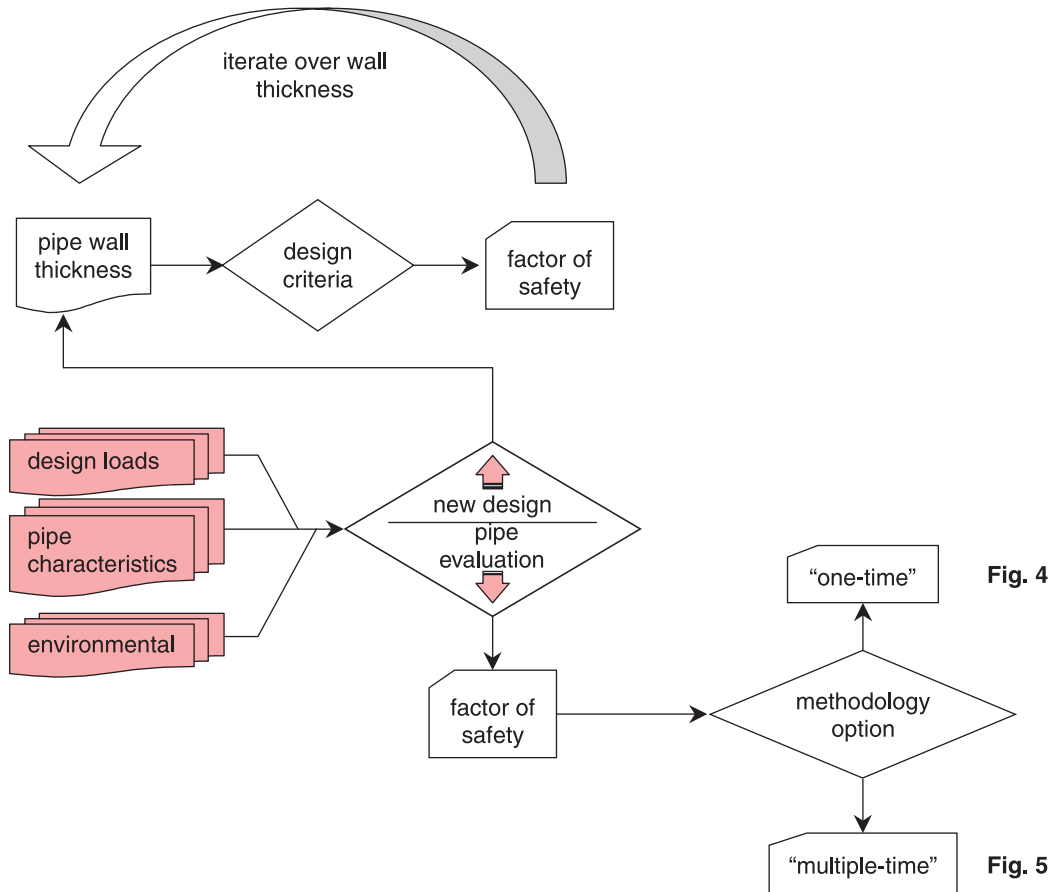 iterate over wall
thickness
pipe wall
thickness
design
criteria
factor of
safety
design loads
pipe
characteristics
environmental
new design
pipe
evaluation
factor of
safety
methodology
option
“one-time”
Fig. 4
“multiple-time”
Fig. 5